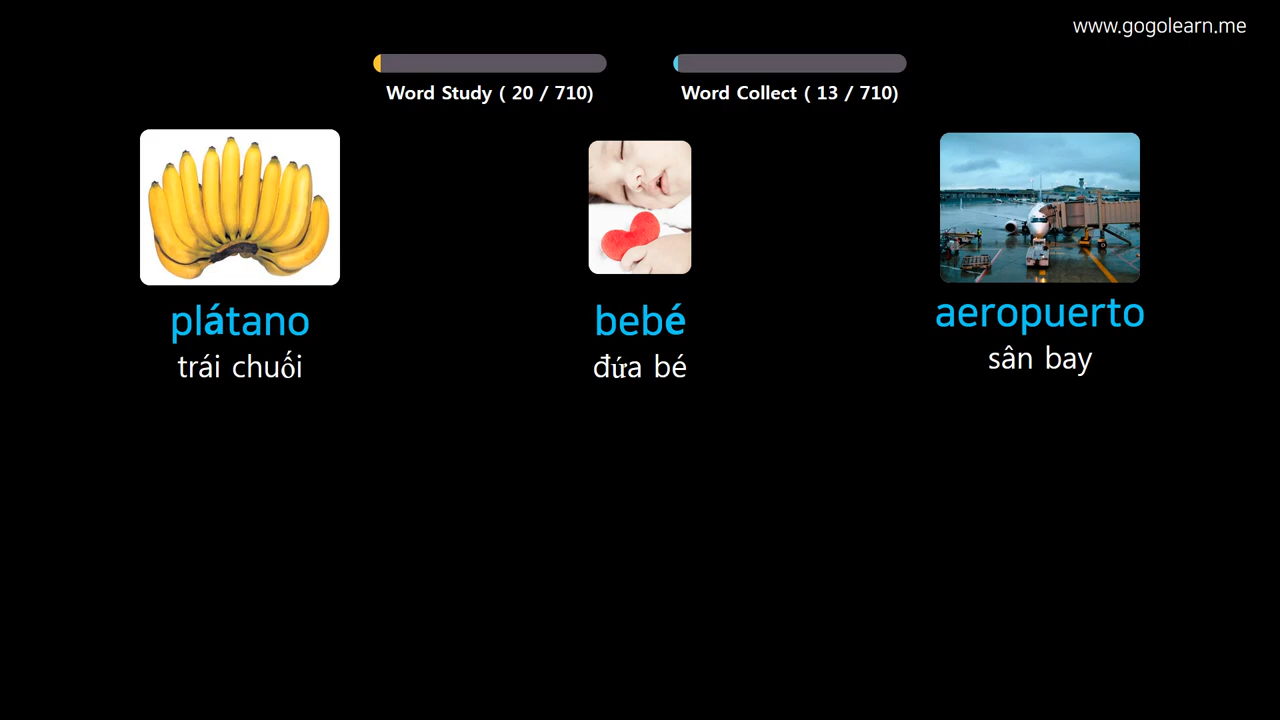 www.gogolearn.me
Word Study ( 20 / 710)
Word Collect ( 13 / 710)
plátano
trái chuối
bebé
đứa bé
aeropuerto
sân bay